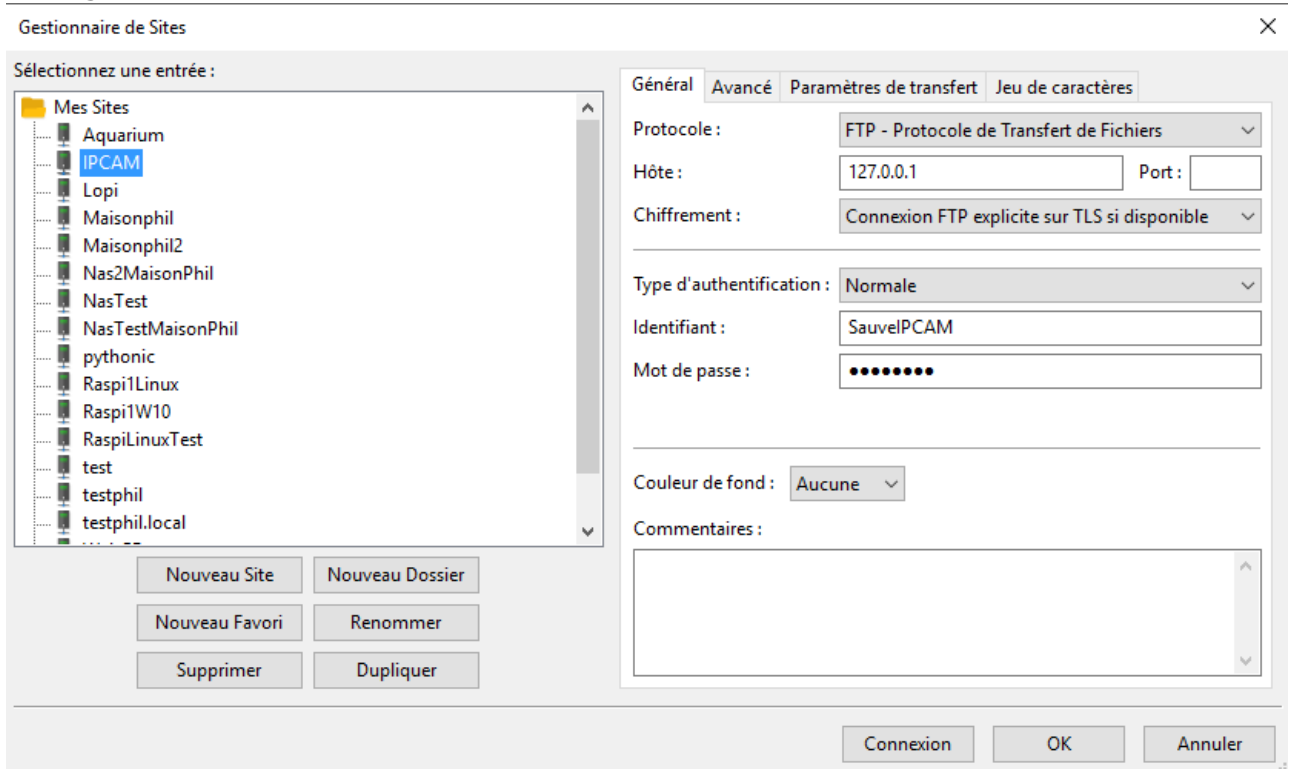 Gestionnaire de Sites
Sélectionnez une entrée :
Mes Sites
Aquarium
IPCAM
Lopi
Maisonphil
Maisonphil2
Nas2MaisonPhil
NasTest
NasTestMaisonPhil
pythonic
Raspi1Linux
Raspi1W10
RaspiLinuxTest
test
testphil
testphil.local
Nouveau Site Nouveau Dossier
Nouveau Favori Renommer
Supprimer Dupliquer
Général Avancé Paramètres de transfert Jeu de caractères
Protocole : FTP - Protocole de Transfert de Fichiers
Hôte : 127.0.0.1 Port :
Chiffrement : Connexion FTP explicite sur TLS si disponible
Type d'authentification : Normale
Identifiant : SauveIPCAM
Mot de passe : ●●●●●●●●
Couleur de fond : Aucune
Commentaires :
Connexion OK Annuler